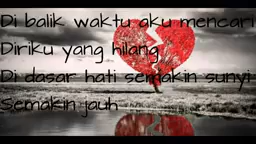 Di balik waktu aku mencari
Diriku yang hilang
Di dasar hati semakin sunyi
Semakin jauh